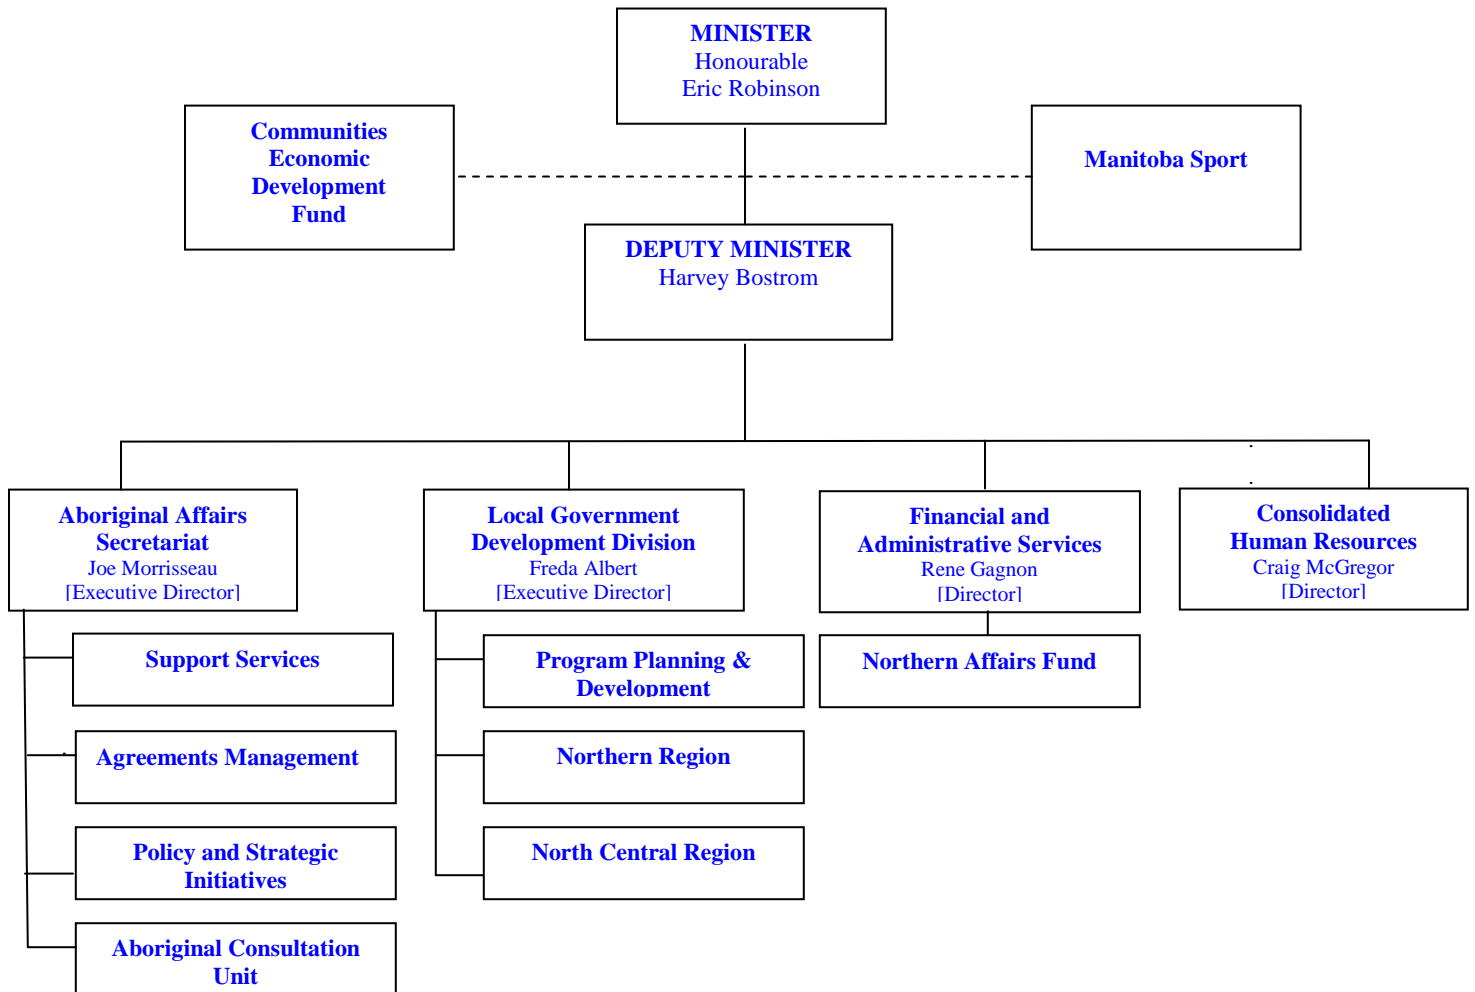 MINISTER
Honourable
Eric Robinson
Communities
Economic
Development
Fund
Manitoba Sport
DEPUTY MINISTER
Harvey Bostrom
Aboriginal Affairs
Secretariat
Joe Morrisseau
[Executive Director]
Local Government
Development Division
Freda Albert
[Executive Director]
Financial and
Administrative Services
Rene Gagnon
[Director]
Consolidated
Human Resources
Craig McGregor
[Director]
Support Services
Agreements Management
Policy and Strategic
Initiatives
Aboriginal Consultation
Unit
Program Planning &
Development
Northern Region
North Central Region
Northern Affairs Fund